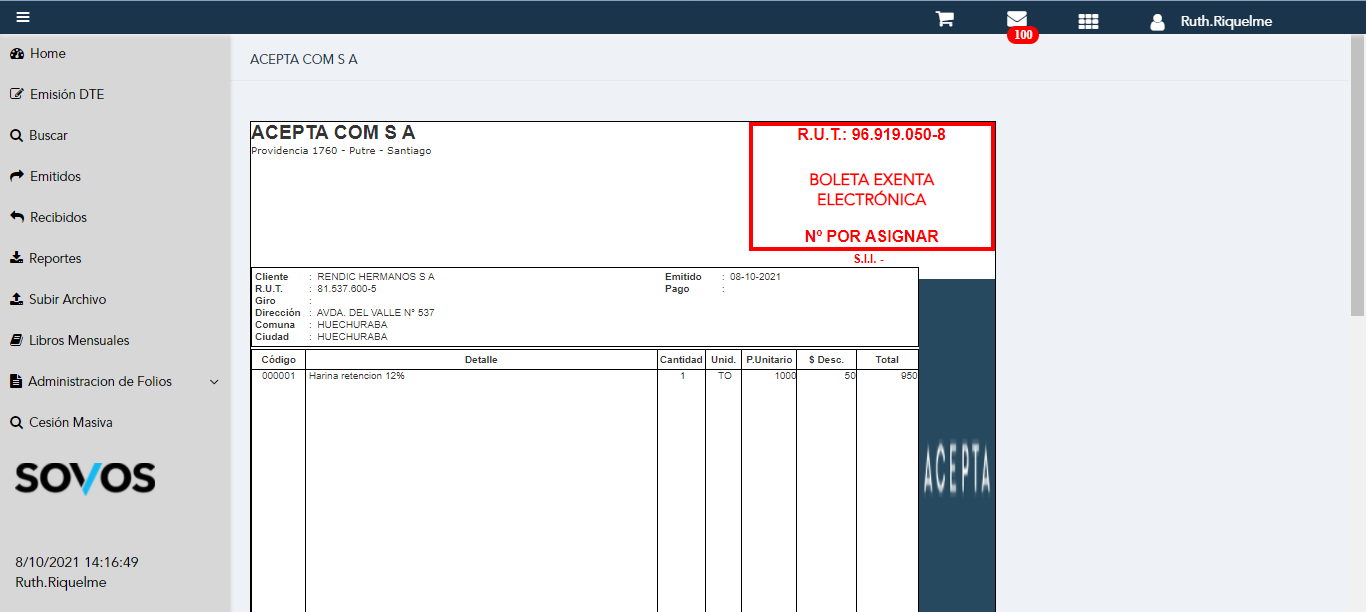 Ruth.Riquelme
100
Home
Emisión DTE
Buscar
Emitidos
Recibidos
Reportes
Subir Archivo
Libros Mensuales
Administracion de Folios
Cesión Masiva
SOVOS
8/10/2021 14:16:49
Ruth.Riquelme
ACEPTA COM S A
ACEPTA COM S A
Providencia 1760 - Putre - Santiago
R.U.T.: 96.919.050-8
BOLETA EXENTA
ELECTRÓNICA
Nº POR ASIGNAR
S.I.I. -
Cliente : RENDIC HERMANOS S A Emitido : 08-10-2021
R.U.T. : 81.537.600-5 Pago :
Giro :
Dirección : AVDA. DEL VALLE N° 537
Comuna : HUECHURABA
Ciudad : HUECHURABA
Código Detalle Cantidad Unid. P.Unitario $ Desc. Total
000001 Harina retencion 12% 1 TO 1000 50 950
ACEPTA